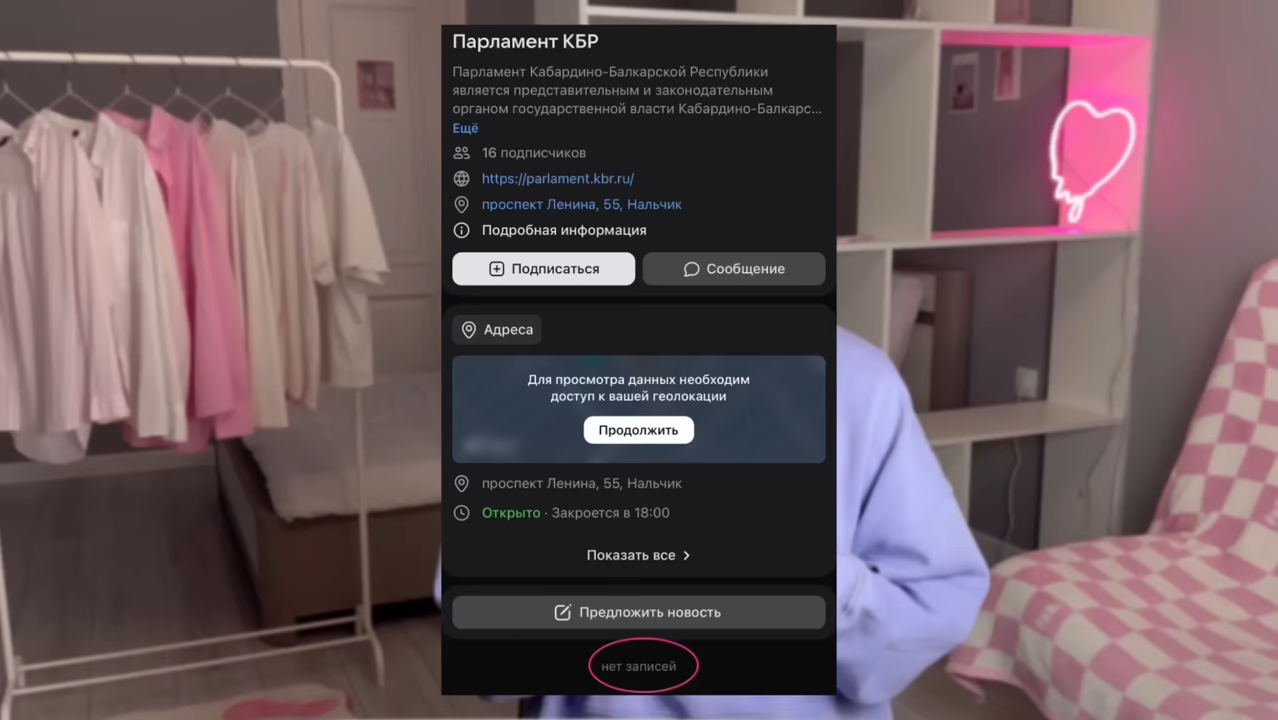 Парламент КБР
Парламент Кабардино-Балкарской Республики
является представительным и законодательным
органом государственной власти Кабардино-Балкарс...
Ещё
16 подписчиков
https://parlament.kbr.ru/
проспект Ленина, 55, Нальчик
Подробная информация
Подписаться
Сообщение
Адреса
Для просмотра данных необходим
доступ к вашей геолокации
Продолжить
проспект Ленина, 55, Нальчик
Открыто · Закроется в 18:00
Показать все
Предложить новость
нет записей